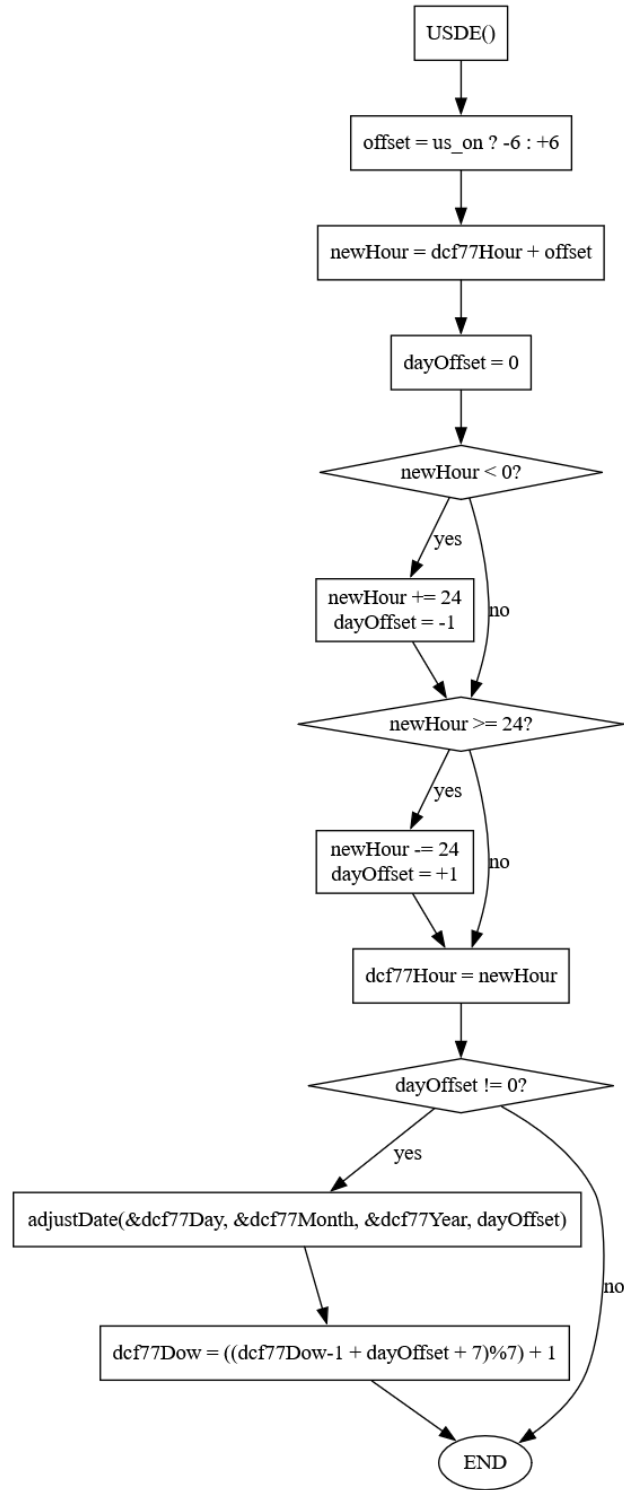 USDE()
offset = us_on ? -6 : +6
newHour = dcf77Hour + offset
dayOffset = 0
newHour < 0?
yes
newHour += 24
dayOffset = -1
no
newHour >= 24?
yes
newHour -= 24
dayOffset = +1
no
dcf77Hour = newHour
dayOffset != 0?
yes
adjustDate(&dcf77Day, &dcf77Month, &dcf77Year, dayOffset)
no
dcf77Dow = ((dcf77Dow-1 + dayOffset + 7)%7) + 1
END